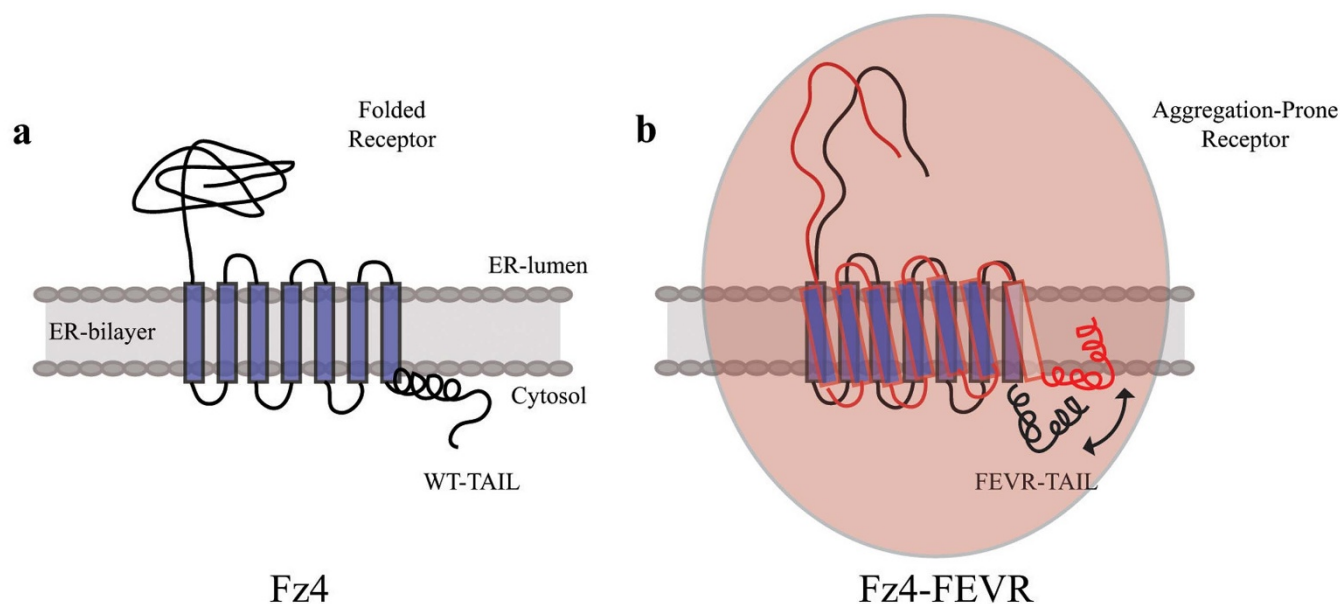 a
Folded
Receptor
ER-lumen
ER-bilayer
Cytosol
WT-TAIL
Fz4
b
Aggregation-Prone
Receptor
FEVR-TAIL
Fz4-FEVR